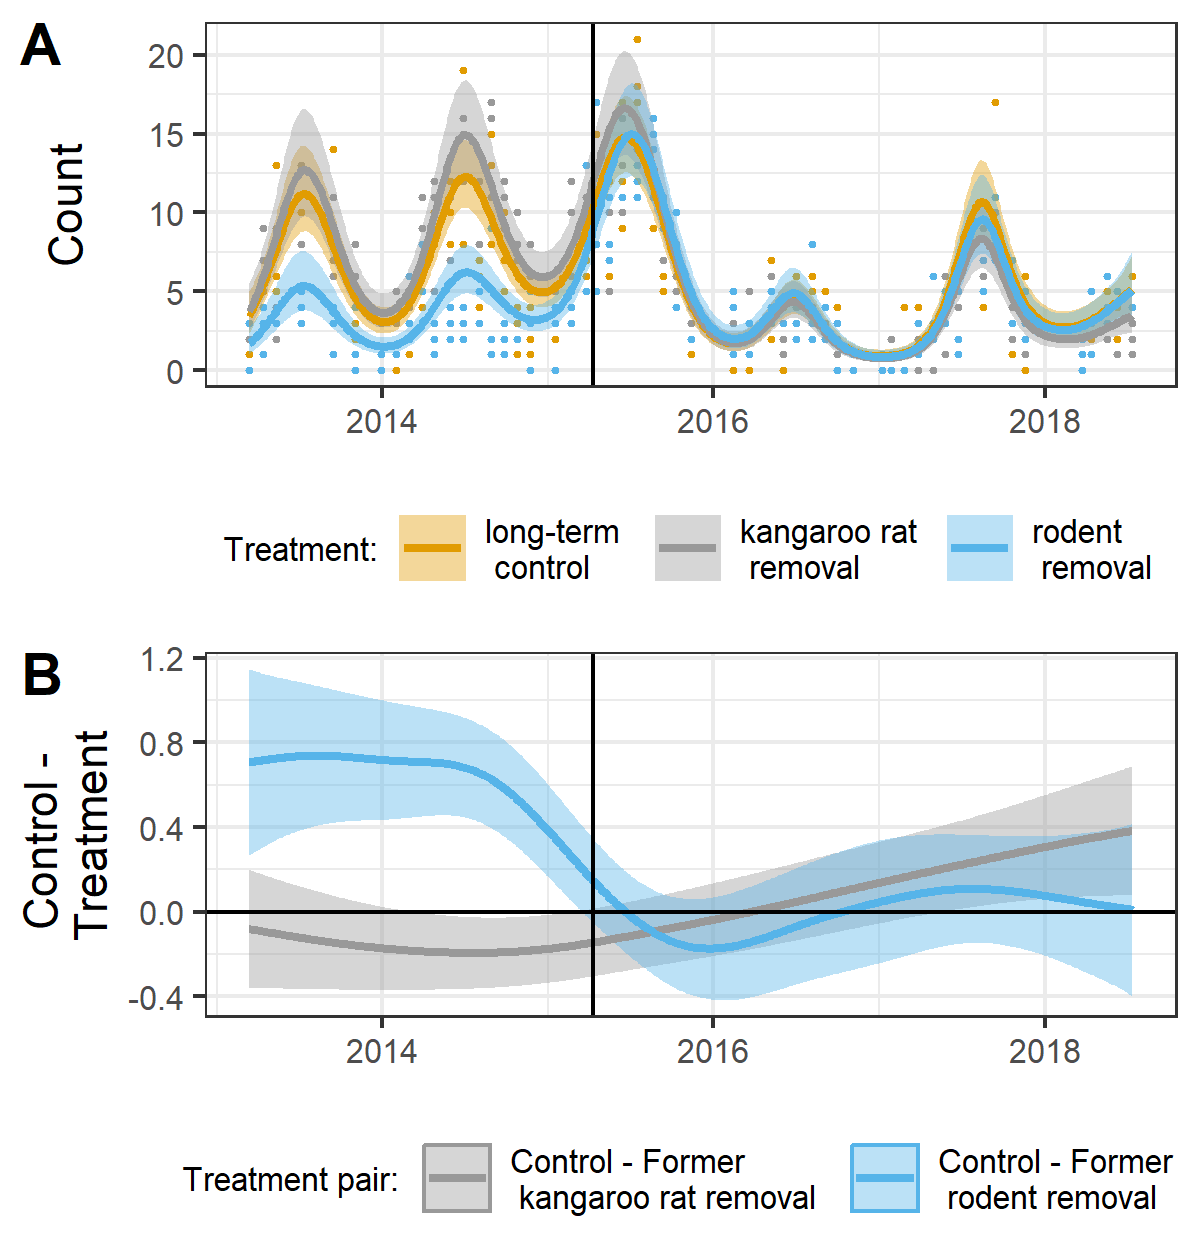 A
20
15
10
5
0
Count
2014 2016 2018
Treatment: long-term control kangaroo rat removal rodent removal
B
1.2
0.8
0.4
0.0
-0.4
Control -
Treatment
2014 2016 2018
Treatment pair: Control - Former kangaroo rat removal Control - Former rodent removal